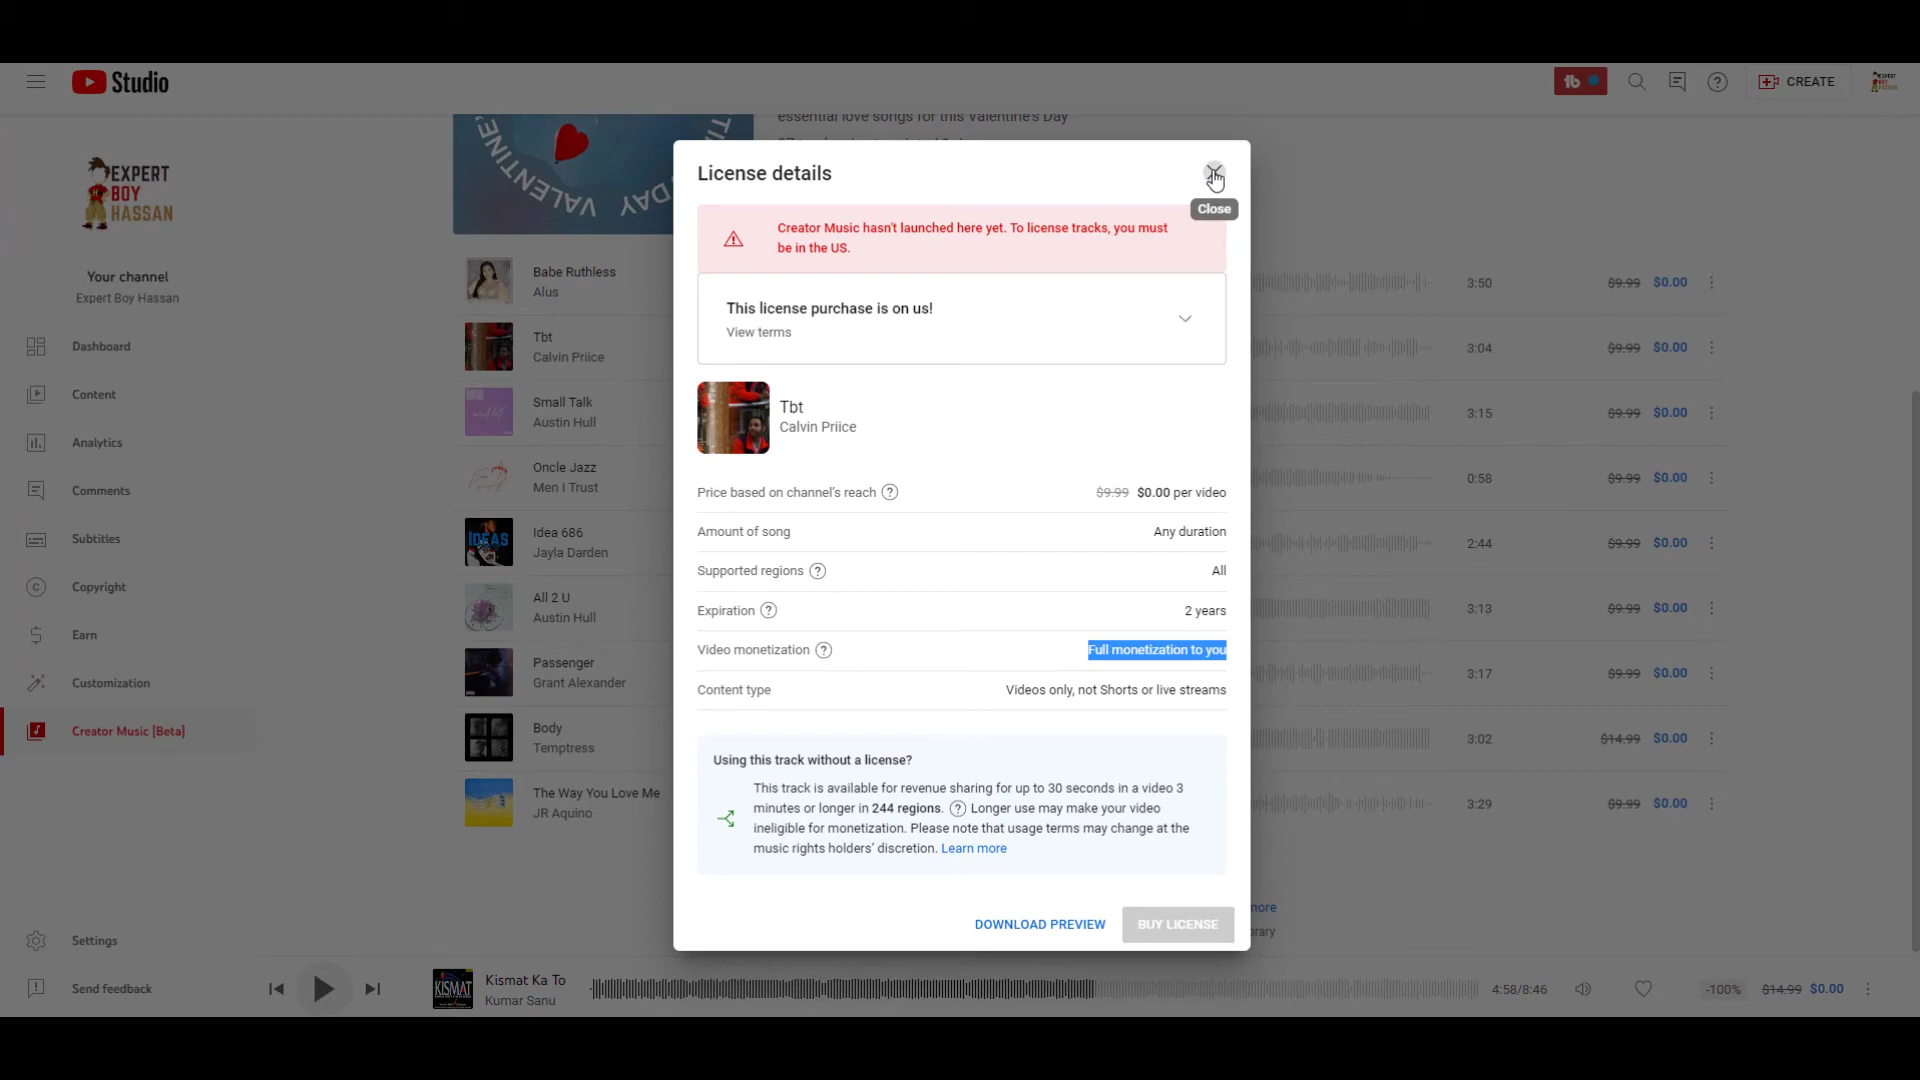 Studio
CREATE
essential love songs for this Valentine's Day
EXPERT
BOY
HASSAN
VALENTINE'
DAY
VALE
License details
Close
Creator Music hasn't launched here yet. To license tracks, you must
be in the US.
This license purchase is on us!
View terms
Tbt
Calvin Priice
Price based on channel's reach
$9.99 $0.00 per video
Amount of song
Any duration
Supported regions
All
Expiration
2 years
Video monetization
Full monetization to you
Content type
Videos only, not Shorts or live streams
Using this track without a license?
This track is available for revenue sharing for up to 30 seconds in a video 3
minutes or longer in 244 regions. Longer use may make your video
ineligible for monetization. Please note that usage terms may change at the
music rights holders' discretion. Learn more
DOWNLOAD PREVIEW
BUY LICENSE
Your channel
Expert Boy Hassan
Dashboard
Content
Analytics
Comments
Subtitles
Copyright
Earn
Customization
Creator Music [Beta]
Settings
Send feedback
Babe Ruthless
Alus
3:50 $9.99 $0.00
Tbt
Calvin Priice
3:04 $9.99 $0.00
Small Talk
Austin Hull
3:15 $9.99 $0.00
Oncle Jazz
Men I Trust
0:58 $9.99 $0.00
IDEAS
Idea 686
Jayla Darden
2:44 $9.99 $0.00
All 2 U
Austin Hull
3:13 $9.99 $0.00
Passenger
Grant Alexander
3:17 $9.99 $0.00
Body
Temptress
3:02 $14.99 $0.00
The Way You Love Me
JR Aquino
3:29 $9.99 $0.00
more
brary
KISMAT
Kismat Ka To
Kumar Sanu
4:58/8:46
-100% $14.99 $0.00